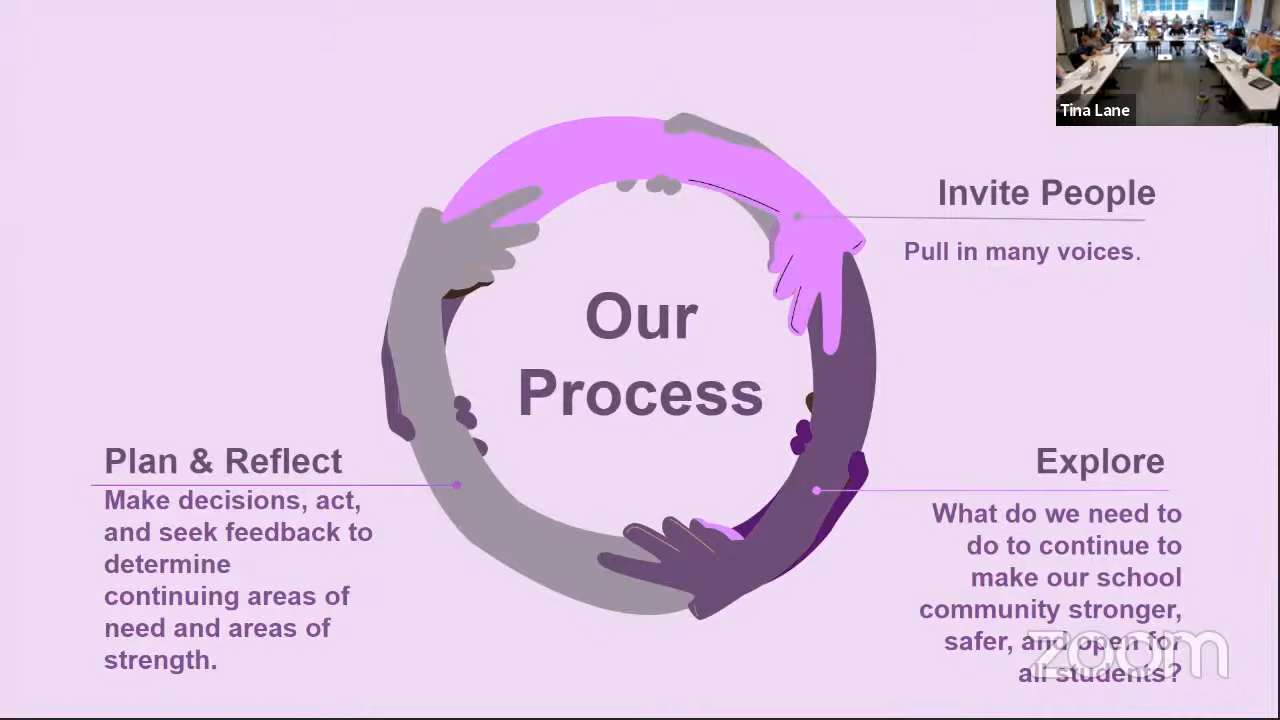 Tina Lane
Invite People
Pull in many voices.
Our
Process
Plan & Reflect
Make decisions, act,
and seek feedback to
determine
continuing areas of
need and areas of
strength.
Explore
What do we need to
do to continue to
make our school
community stronger,
safer, and open for
all students?
zoom